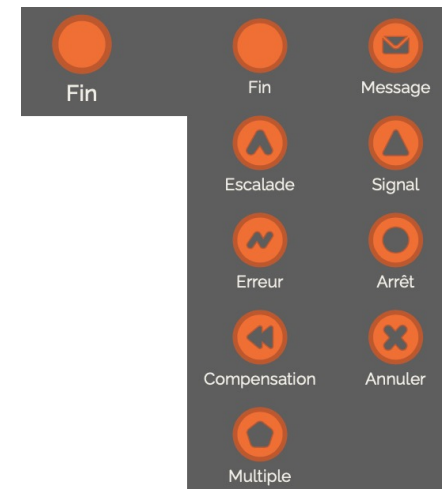 Fin
Fin
Message
Escalade
Signal
Erreur
Arrêt
Compensation
Annuler
Multiple